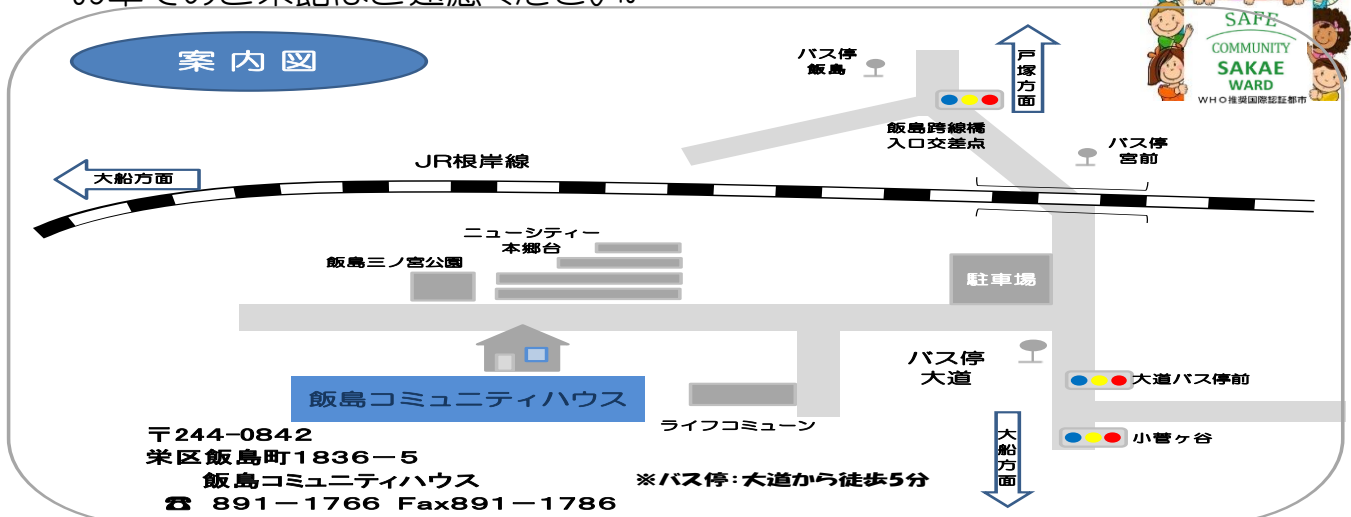 SAFE
COMMUNITY
SAKAE
WARD
WHO推奨国際認証都市
案内図
バス停
飯島
戸塚方面
飯島跨線橋
入口交差点
バス停
宮前
JR根岸線
大船方面
ニューシティー
本郷台
飯島三ノ宮公園
駐車場
バス停
大道
大道バス停前
飯島コミュニティハウス
ライフコミューン
小菅ヶ谷
大船方面
〒244-0842
栄区飯島町1836-5
飯島コミュニティハウス
☎ 891-1766 Fax891-1786
※バス停:大道から徒歩5分